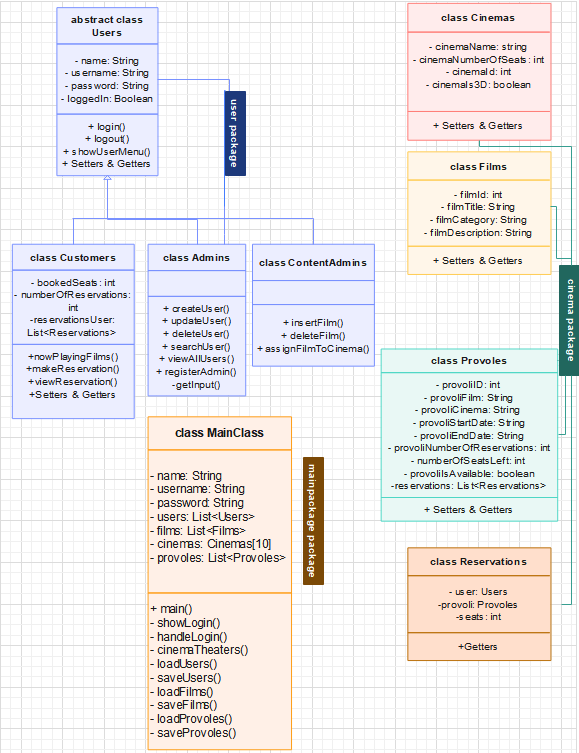 abstract class
Users
- name: String
- username: String
- password: String
- loggedIn: Boolean
+ login()
+ logout()
+ showUserMenu()
+ Setters & Getters
user package
class Customers
- bookedSeats: int
- numberOfReservations:
int
-reservationsUser:
List<Reservations>
+nowPlayingFilms()
+makeReservation()
+viewReservation()
+Setters & Getters
class Admins
+ createUser()
+ updateUser()
+ deleteUser()
+ searchUser()
+ viewAllUsers()
+ registerAdmin()
-getInput()
class ContentAdmins
+ insertFilm()
+ deleteFilm()
+ assignFilmToCinema()
class MainClass
- name: String
- username: String
- password: String
- users: List<Users>
- films: List<Films>
- cinemas: Cinemas[10]
- provoles: List<Provoles>
+ main()
- showLogin()
- handleLogin()
- cinemaTheaters()
- loadUsers()
- saveUsers()
- loadFilms()
- saveFilms()
- loadProvoles()
- saveProvoles()
mainpackage package
class Cinemas
- cinemaName: string
- cinemaNumberOfSeats: int
- cinemaId: int
- cinemaIs3D: boolean
+ Setters & Getters
class Films
- filmId: int
- filmTitle: String
- filmCategory: String
- filmDescription: String
+ Setters & Getters
cinema package
class Provoles
- provoliID: int
- provoliFilm: String
- provoliCinema: String
- provoliStartDate: String
- provoliEndDate: String
- provoliNumberOfReservations: int
- numberOfSeatsLeft: int
- provoliIsAvailable: boolean
-reservations: List<Reservations>
+ Setters & Getters
class Reservations
- user: Users
-provoli: Provoles
-seats: int
+Getters